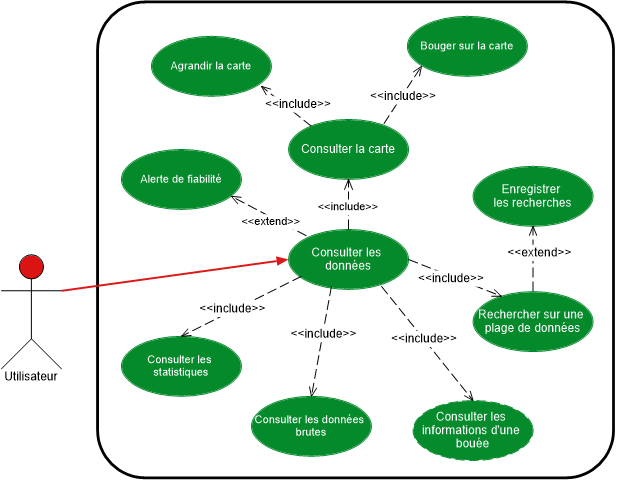 Bouger sur la carte
Agrandir la carte
<<include>>
<<include>>
Consulter la carte
Alerte de fiabilité
Enregistrer
les recherches
<<include>>
<<extend>>
Consulter les
données
<<extend>>
<<include>>
<<include>>
Rechercher sur une
plage de données
<<include>>
<<include>>
Utilisateur
Consulter les
statistiques
Consulter les données
brutes
Consulter les
informations d'une
bouée